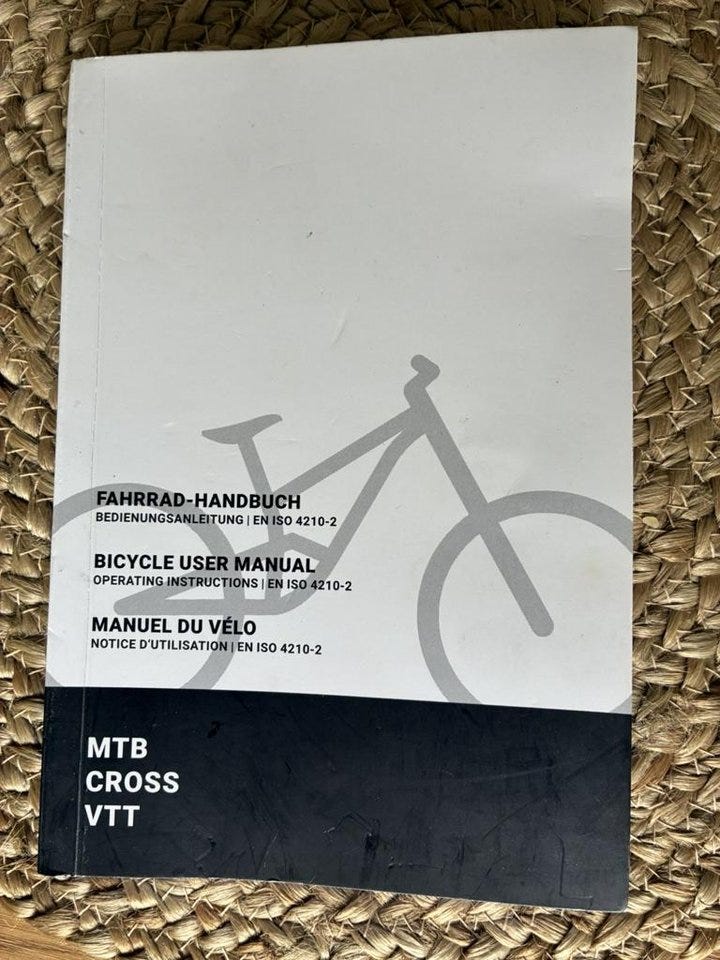 FAHRRAD-HANDBUCH
BEDIENUNGSANLEITUNG | EN ISO 4210-2
BICYCLE USER MANUAL
OPERATING INSTRUCTIONS | EN ISO 4210-2
MANUEL DU VÉLO
NOTICE D'UTILISATION | EN ISO 4210-2
MTB
CROSS
VTT